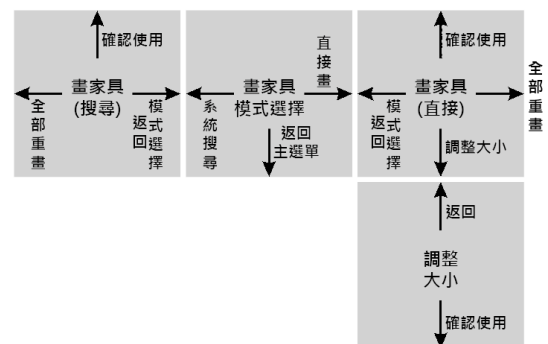 確認使用
畫家具
(搜尋)
全部重畫
返回
模式選擇
直接畫
畫家具
模式選擇
系統搜尋
返回
主選單
確認使用
畫家具
(直接)
返回
模式選擇
調整大小
全部重畫
返回
調整
大小
確認使用